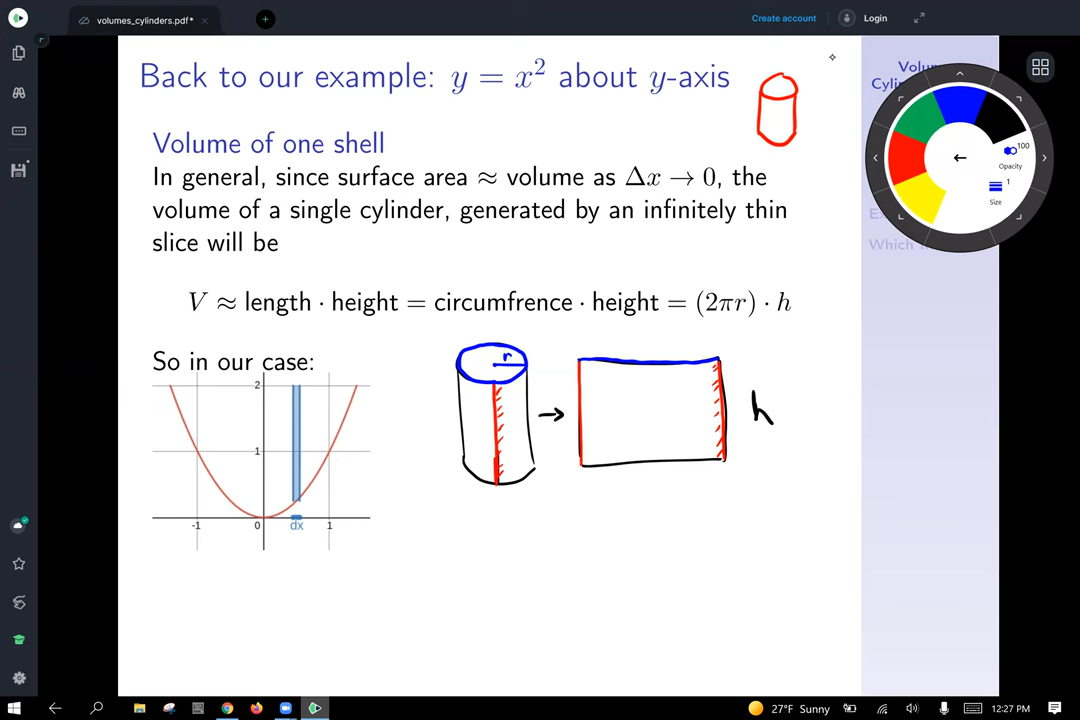 volumes_cylinders.pdf*
Create account
Login
Back to our example: y = x² about y-axis
Volu
Cylin
Volume of one shell
In general, since surface area ≈ volume as Δx → 0, the
volume of a single cylinder, generated by an infinitely thin
slice will be
100
Opacity
1
Size
Which
V ≈ length · height = circumfrence · height = (2πr) · h
So in our case:
2
1
-1
0
dx
1
r
h
27°F Sunny
12:27 PM